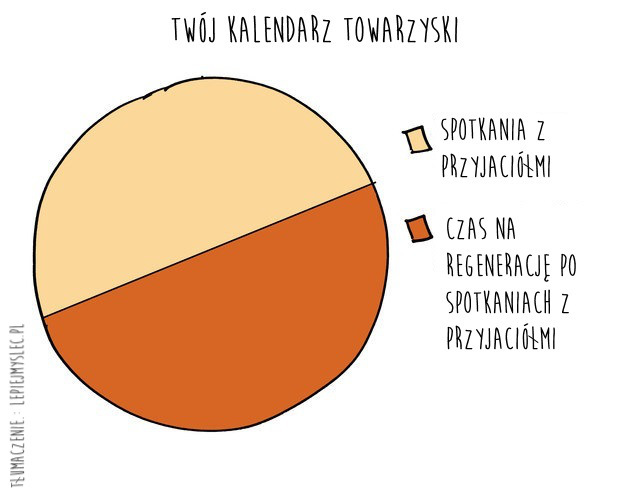 TWÓJ KALENDARZ TOWARZYSKI
SPOTKANIA Z
PRZYJACIÓŁMI
CZAS NA
REGENERACJĘ PO
SPOTKANIACH Z
PRZYJACIÓŁMI
TŁUMACZENIE.: LEPIEJMYSLEC.PL